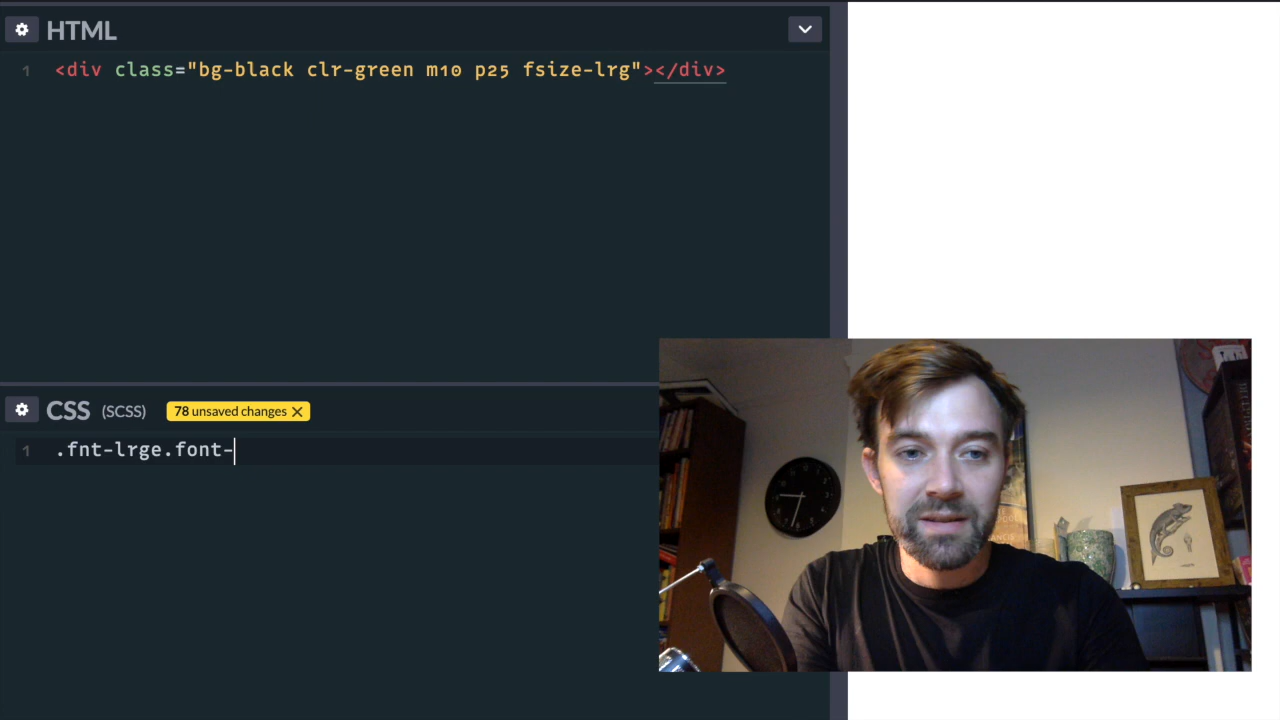 HTML
1 <div class="bg-black clr-green m10 p25 fsize-lrg"></div>
CSS (SCSS) 78 unsaved changes ×
1 .fnt-lrge.font-